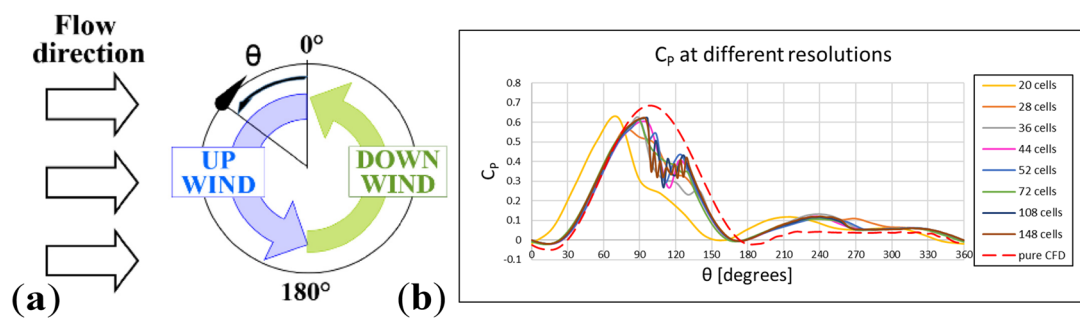 Flow
direction
0°
θ
UP
WIND
DOWN
WIND
180°
(a)
(b)
C_P at different resolutions
C_P
0.8
0.7
0.6
0.5
0.4
0.3
0.2
0.1
0
-0.1
0 30 60 90 120 150 180 210 240 270 300 330 360
θ [degrees]
20 cells
28 cells
36 cells
44 cells
52 cells
72 cells
108 cells
148 cells
pure CFD